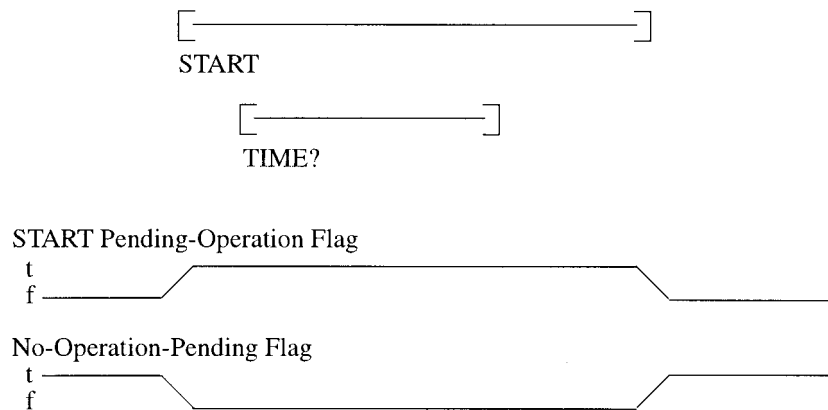 START
TIME?
START Pending-Operation Flag
t
f
No-Operation-Pending Flag
t
f